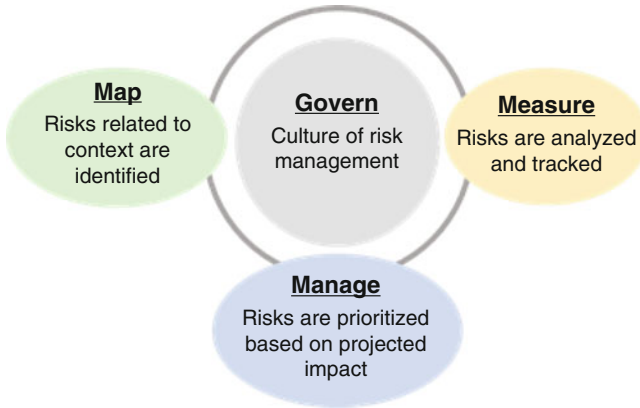 Map
Risks related to
context are
identified
Govern
Culture of risk
management
Measure
Risks are analyzed
and tracked
Manage
Risks are prioritized
based on projected
impact